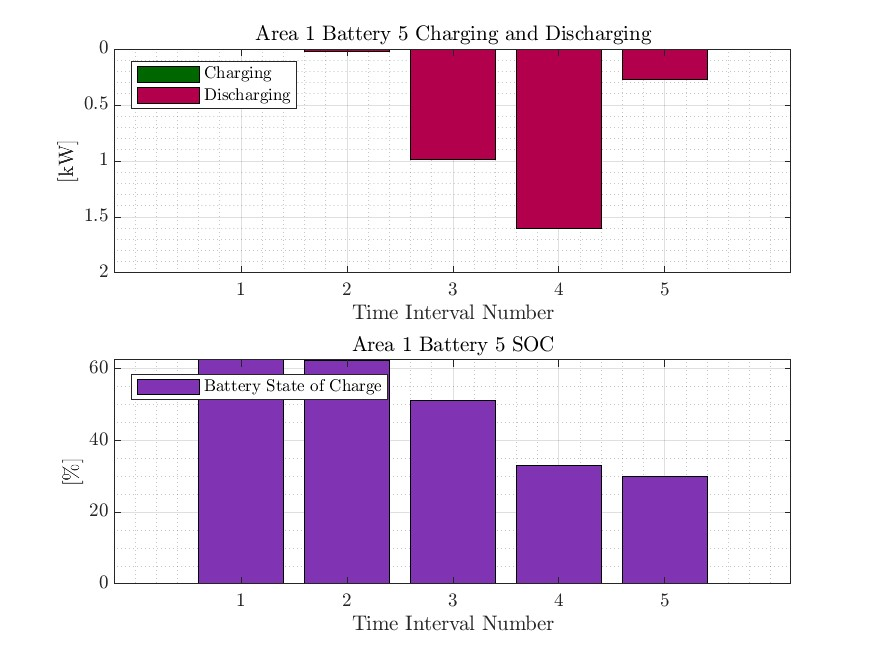 Area 1 Battery 5 Charging and Discharging
0
0.5
1
1.5
2
[kW]
Charging
Discharging
1 2 3 4 5
Time Interval Number
Area 1 Battery 5 SOC
60
40
20
0
[%]
Battery State of Charge
1 2 3 4 5
Time Interval Number